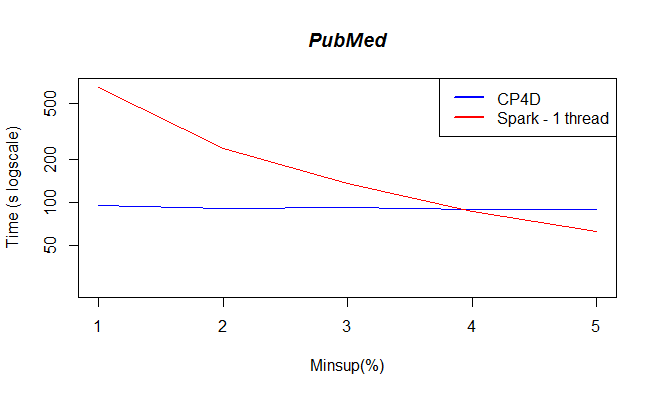 PubMed
CP4D
Spark - 1 thread
Time (s logscale)
500
200
100
50
1 2 3 4 5
Minsup(%)